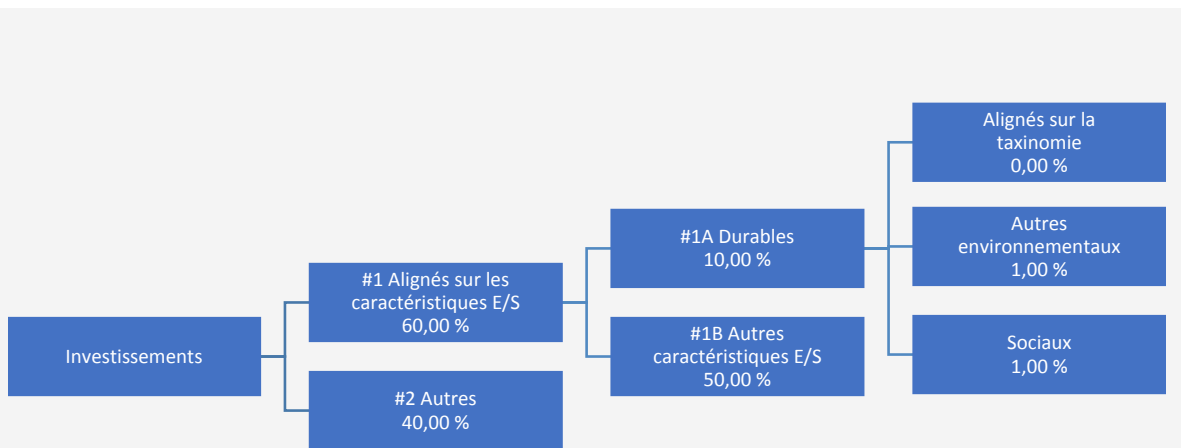 Investissements
#1 Alignés sur les
caractéristiques E/S
60,00 %
#2 Autres
40,00 %
#1A Durables
10,00 %
#1B Autres
caractéristiques E/S
50,00 %
Alignés sur la
taxinomie
0,00 %
Autres
environnementaux
1,00 %
Sociaux
1,00 %